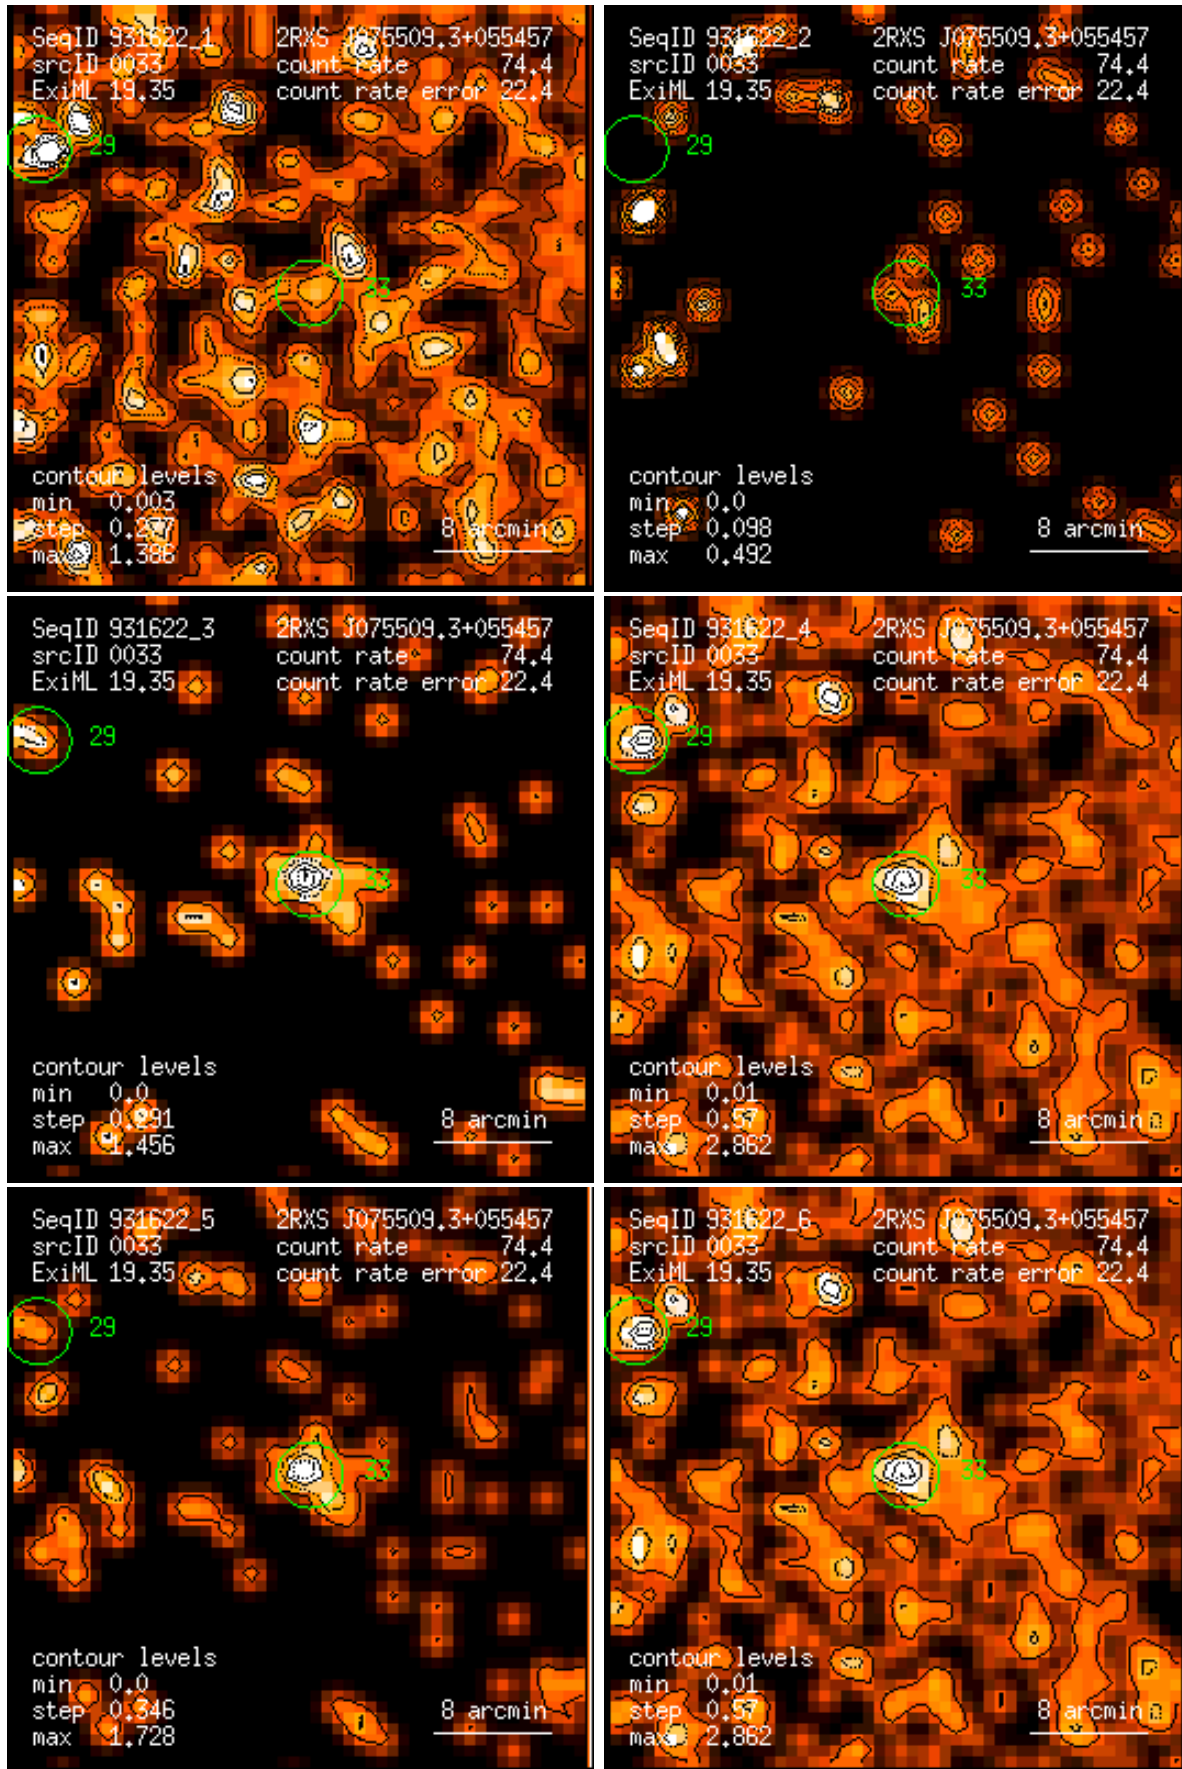 SeqID 931622_1 2RXS J075509.3+055457
srcID 0033 count rate 74.4
ExiML 19.35 count rate error 22.4
29
33
contour levels
min 0.003
step 0.277
max 1.386
8 arcmin
SeqID 931622_2 2RXS J075509.3+055457
srcID 0033 count rate 74.4
ExiML 19.35 count rate error 22.4
29
33
contour levels
min 0.0
step 0.098
max 0.492
8 arcmin
SeqID 931622_3 2RXS J075509.3+055457
srcID 0033 count rate 74.4
ExiML 19.35 count rate error 22.4
29
33
contour levels
min 0.0
step 0.291
max 1.456
8 arcmin
SeqID 931622_4 2RXS J075509.3+055457
srcID 0033 count rate 74.4
ExiML 19.35 count rate error 22.4
29
33
contour levels
min 0.01
step 0.57
max 2.862
8 arcmin
SeqID 931622_5 2RXS J075509.3+055457
srcID 0033 count rate 74.4
ExiML 19.35 count rate error 22.4
29
33
contour levels
min 0.0
step 0.346
max 1.728
8 arcmin
SeqID 931622_6 2RXS J075509.3+055457
srcID 0033 count rate 74.4
ExiML 19.35 count rate error 22.4
29
33
contour levels
min 0.01
step 0.57
max 2.862
8 arcmin